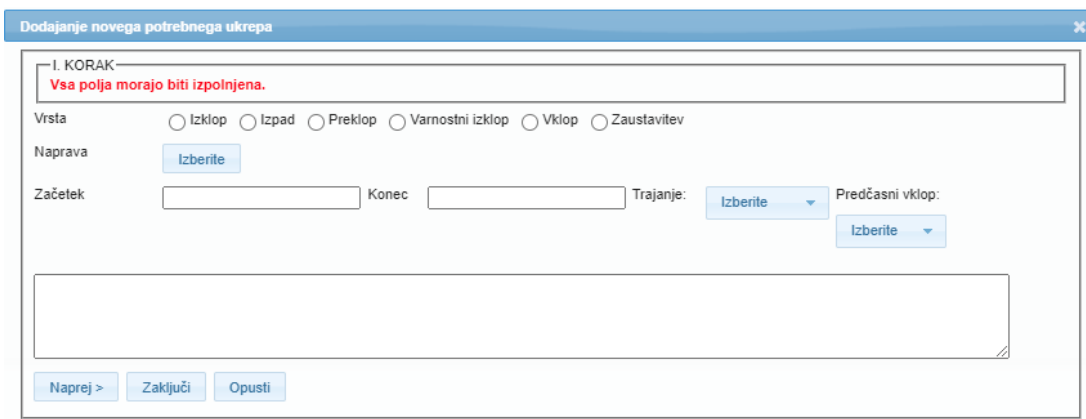 Dodajanje novega potrebnega ukrepa
I. KORAK
Vsa polja morajo biti izpolnjena.
Vrsta Izklop Izpad Preklop Varnostni izklop Vklop Zaustavitev
Naprava Izberite
Začetek Konec Trajanje: Izberite Predčasni vklop:
Izberite
Naprej > Zaključi Opusti